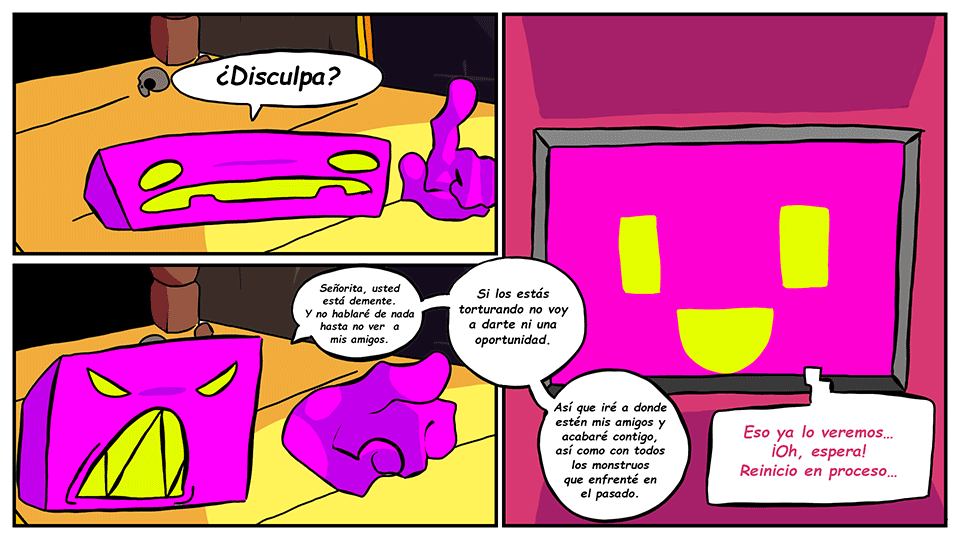 ¿Disculpa?
Señorita, usted
está demente.
Y no hablaré de nada
hasta no ver a
mis amigos.
Si los estás
torturando no voy
a darte ni una
oportunidad.
Así que iré a donde
estén mis amigos y
acabaré contigo,
así como con todos
los monstruos
que enfrenté en
el pasado.
Eso ya lo veremos...
¡Oh, espera!
Reinicio en proceso...